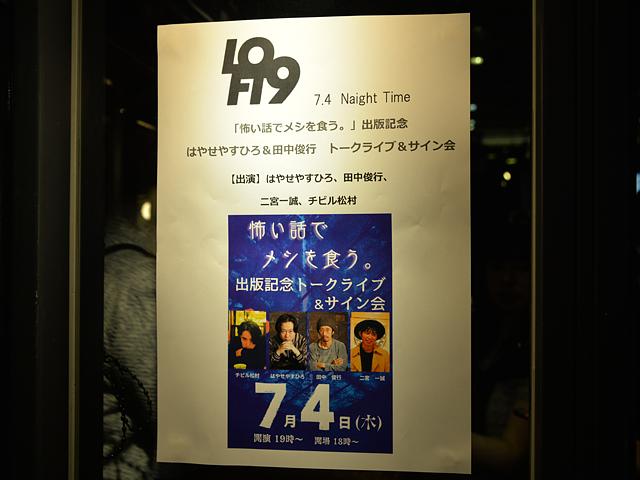 LOFT9
7.4 Naight Time
「怖い話でメシを食う。」出版記念
はやせやすひろ＆田中俊行 トークライブ＆サイン会
【出演】はやせやすひろ、田中俊行、
二宮一誠、チビル松村
怖い話で
メシを食う。
出版記念トークライブ
&サイン会
チビル松村 はやせやすひろ 田中 俊行 二宮 一誠
7月4日(木)
開演 19時〜 開場 18時〜